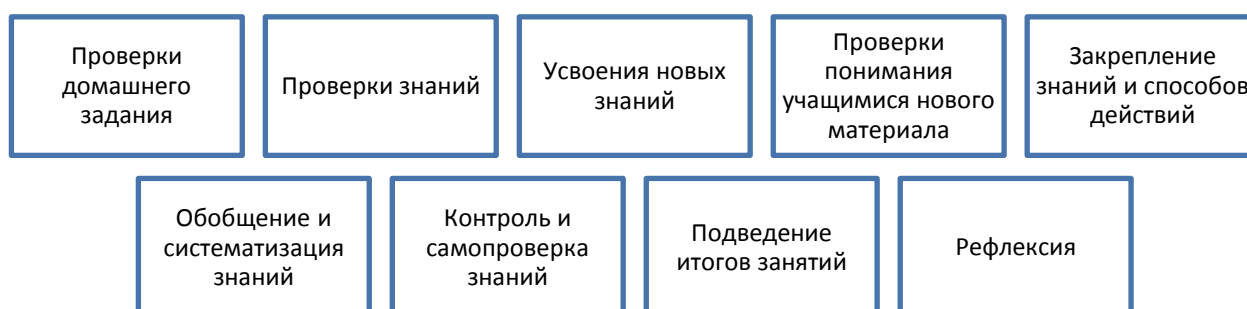 Проверки
домашнего
задания
Проверки знаний
Усвоения новых
знаний
Проверки
понимания
учащимися нового
материала
Закрепление
знаний и способов
действий
Обобщение и
систематизация
знаний
Контроль и
самопроверка
знаний
Подведение
итогов занятий
Рефлексия